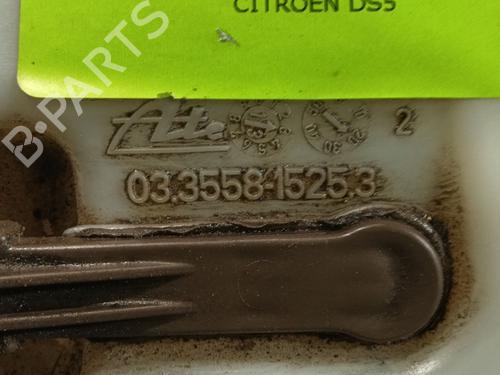 CITROEN DS5
B-PARTS
Ate
2
03.3558-1525.3